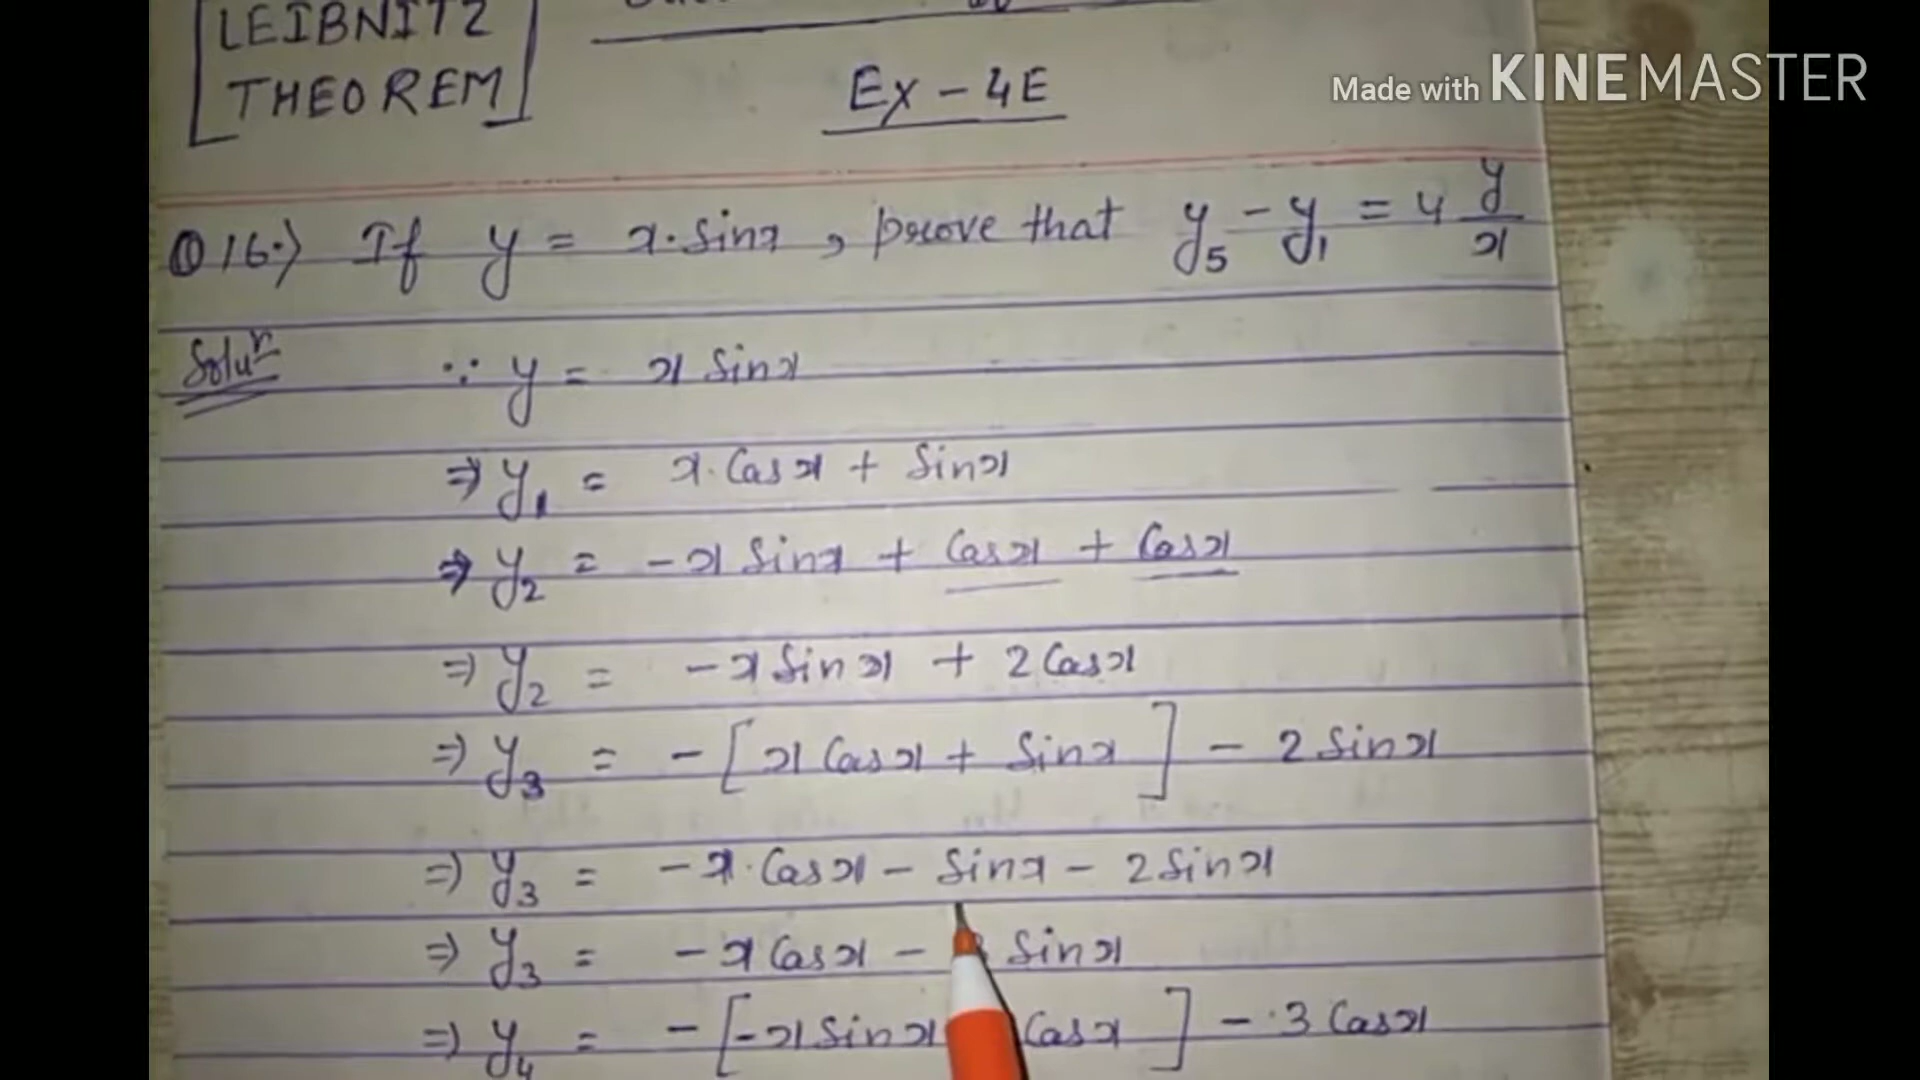 LEIBNITZ
THEOREM
Ex - 4E
Made with KINEMASTER
Q16.) If y = x. sinx, prove that y₅ - y₁ = 4 y/x
Soluⁿ ∵ y = x Sinx
⇒ y₁ = x. Cosx + Sinx
⇒ y₂ = -x Sinx + Cosx + Cosx
⇒ y₂ = -x Sinx + 2 Cosx
⇒ y₃ = -[x Cosx + Sinx] - 2 Sinx
⇒ y₃ = -x. Cosx - Sinx - 2 Sinx
⇒ y₃ = -x Cosx - Sinx
⇒ y₄ = -[-x Sinx Cosx] - 3 Cosx